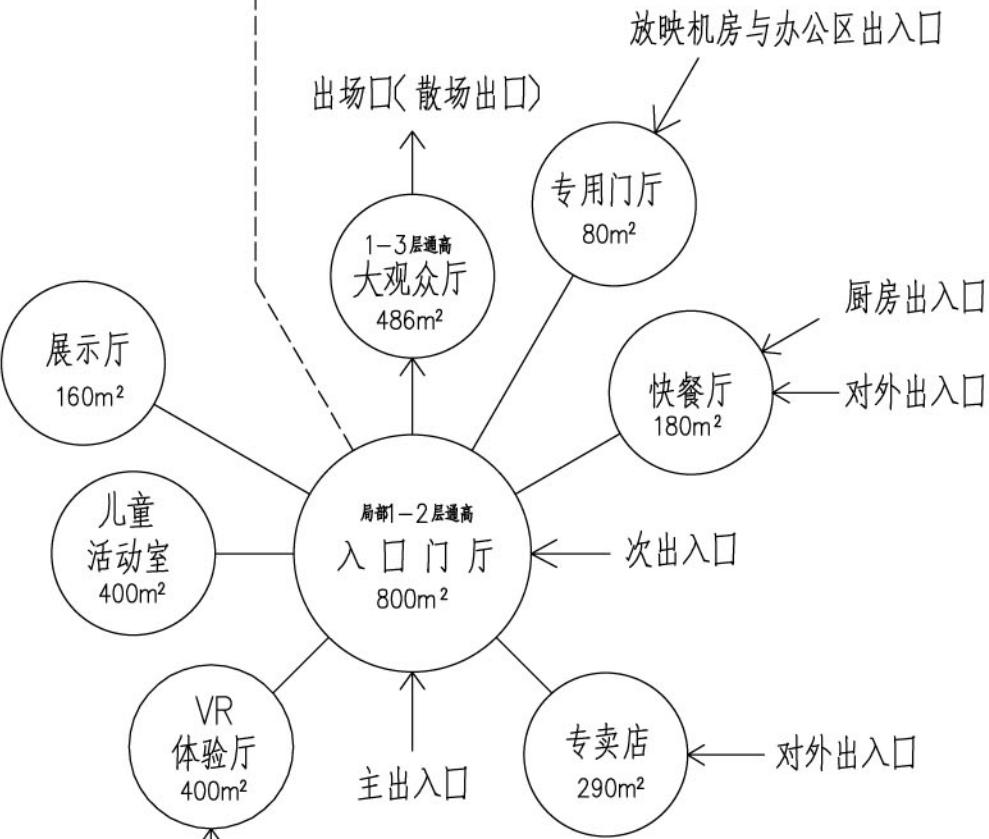 放映机房与办公区出入口
出场口(散场出口)
专用门厅
80m²
1-3层通高
大观众厅
486m²
厨房出入口
展示厅
160m²
快餐厅
180m²
对外出入口
儿童
活动室
400m²
局部1-2层通高
入口门厅
800m²
次出入口
VR
体验厅
400m²
主出入口
专卖店
290m²
对外出入口